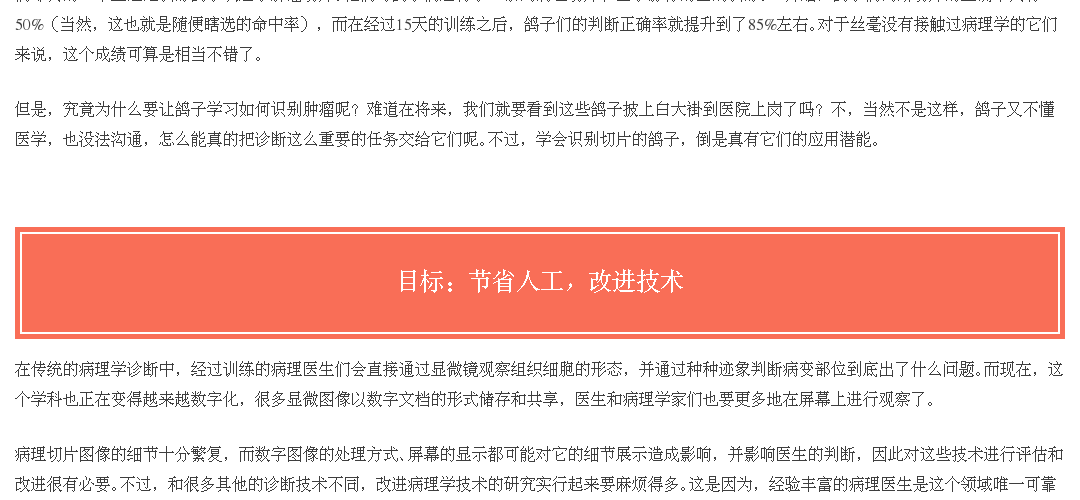 50%（当然，这也就是随便瞎选的命中率），而在经过15天的训练之后，鸽子们的判断正确率就提升到了85%左右。对于丝毫没有接触过病理学的它们
来说，这个成绩可算是相当不错了。
但是，究竟为什么要让鸽子学习如何识别肿瘤呢？难道在将来，我们就要看到这些鸽子披上白大褂到医院上岗了吗？不，当然不是这样，鸽子又不懂
医学，也没法沟通，怎么能真的把诊断这么重要的任务交给它们呢。不过，学会识别切片的鸽子，倒是真有它们的应用潜能。
目标：节省人工，改进技术
在传统的病理学诊断中，经过训练的病理医生们会直接通过显微镜观察组织细胞的形态，并通过种种迹象判断病变部位到底出了什么问题。而现在，这
个学科也正在变得越来越数字化，很多显微图像以数字文档的形式储存和共享，医生和病理学家们也要更多地在屏幕上进行观察了。
病理切片图像的细节十分繁复，而数字图像的处理方式、屏幕的显示都可能对它的细节展示造成影响，并影响医生的判断，因此对这些技术进行评估和
改进很有必要。不过，和很多其他的诊断技术不同，改进病理学技术的研究实行起来要麻烦得多。这是因为，经验丰富的病理医生是这个领域唯一可靠